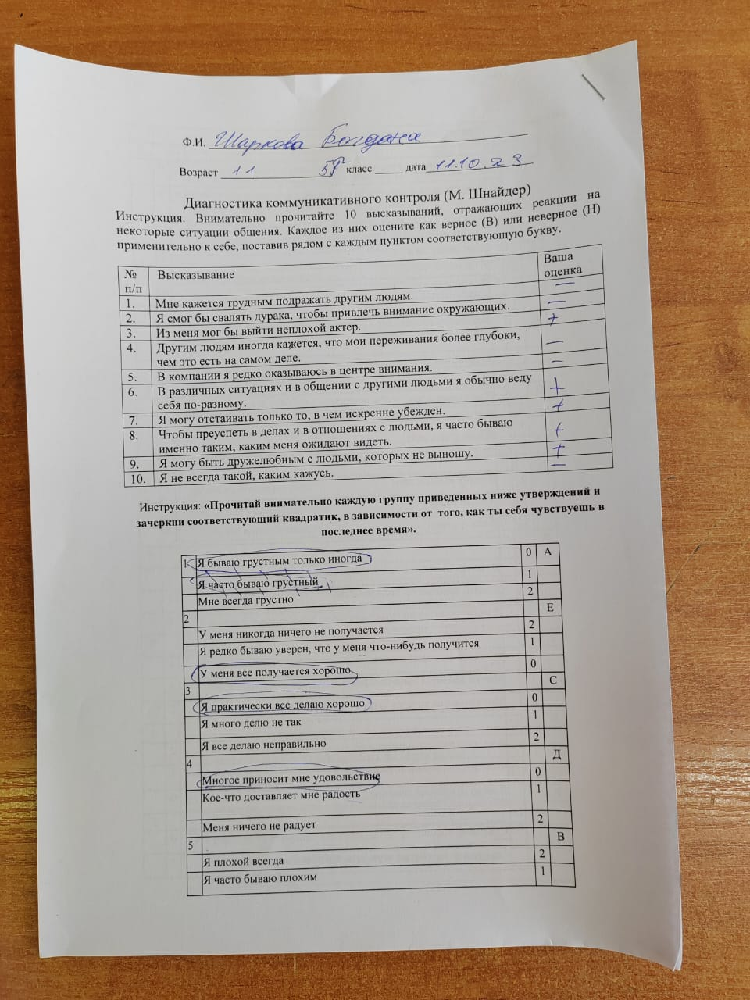 Ф.И. Шаркова Богдана
Возраст 11 5 класс дата 11.10.23
Диагностика коммуникативного контроля (М. Шнайдер)
Инструкция. Внимательно прочитайте 10 высказываний, отражающих реакции на
некоторые ситуации общения. Каждое из них оцените как верное (В) или неверное (Н)
применительно к себе, поставив рядом с каждым пунктом соответствующую букву.
№ п/п Высказывание Ваша оценка
1. Мне кажется трудным подражать другим людям. —
2. Я смог бы свалять дурака, чтобы привлечь внимание окружающих. —
3. Из меня мог бы выйти неплохой актер. +
4. Другим людям иногда кажется, что мои переживания более глубоки,
чем это есть на самом деле. —
5. В компании я редко оказываюсь в центре внимания. —
6. В различных ситуациях и в общении с другими людьми я обычно веду
себя по-разному. +
7. Я могу отстаивать только то, в чем искренне убежден. +
8. Чтобы преуспеть в делах и в отношениях с людьми, я часто бываю
именно таким, каким меня ожидают видеть. +
9. Я могу быть дружелюбным с людьми, которых не выношу. +
10. Я не всегда такой, каким кажусь. —
Инструкция: «Прочитай внимательно каждую группу приведенных ниже утверждений и
зачеркни соответствующий квадратик, в зависимости от того, как ты себя чувствуешь в
последнее время».
1 Я бываю грустным только иногда 0 А
Я часто бываю грустный 1
Мне всегда грустно 2
2 Е
У меня никогда ничего не получается 2
Я редко бываю уверен, что у меня что-нибудь получится 1
У меня все получается хорошо 0
3 С
Я практически все делаю хорошо 0
Я много делю не так 1
Я все делаю неправильно 2
4 Д
Многое приносит мне удовольствие 0
Кое-что доставляет мне радость 1
Меня ничего не радует 2
5 В
Я плохой всегда 2
Я часто бываю плохим 1